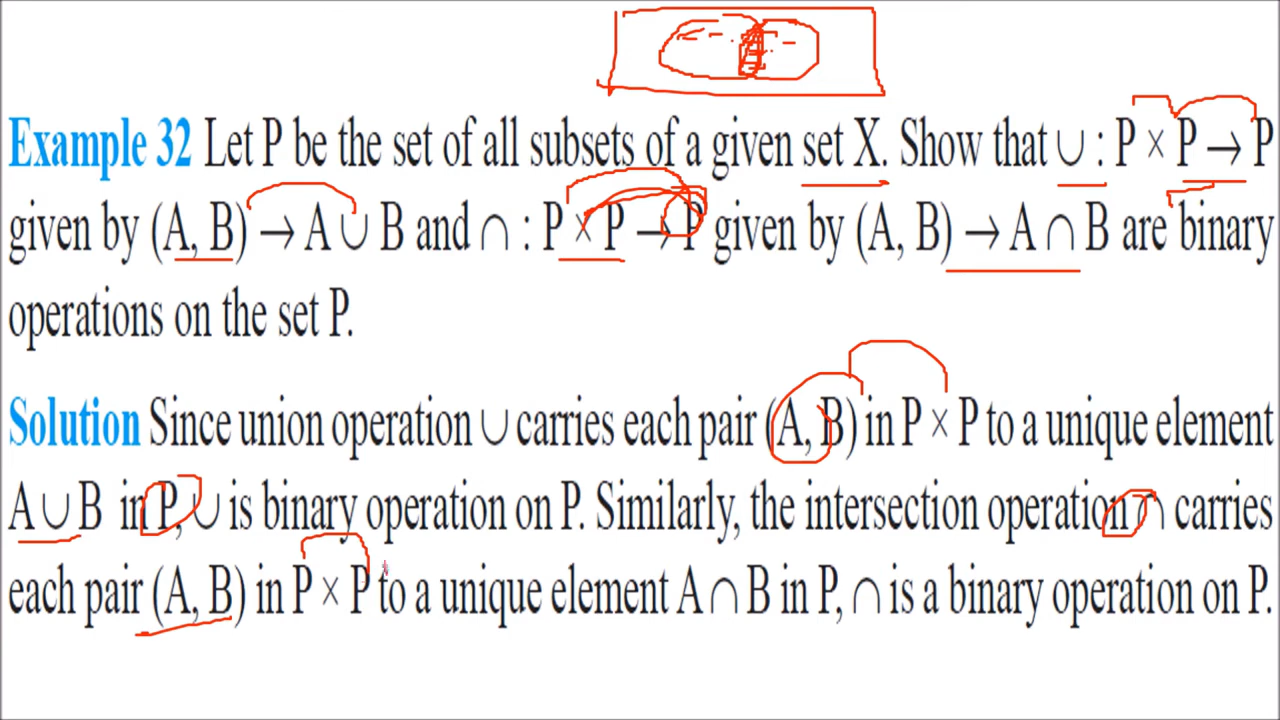 Example 32 Let P be the set of all subsets of a given set X. Show that ∪ : P × P → P
given by (A, B) → A ∪ B and ∩ : P × P → P given by (A, B) → A ∩ B are binary
operations on the set P.
Solution Since union operation ∪ carries each pair (A, B) in P × P to a unique element
A ∪ B in P, ∪ is binary operation on P. Similarly, the intersection operation ∩ carries
each pair (A, B) in P × P to a unique element A ∩ B in P, ∩ is a binary operation on P.